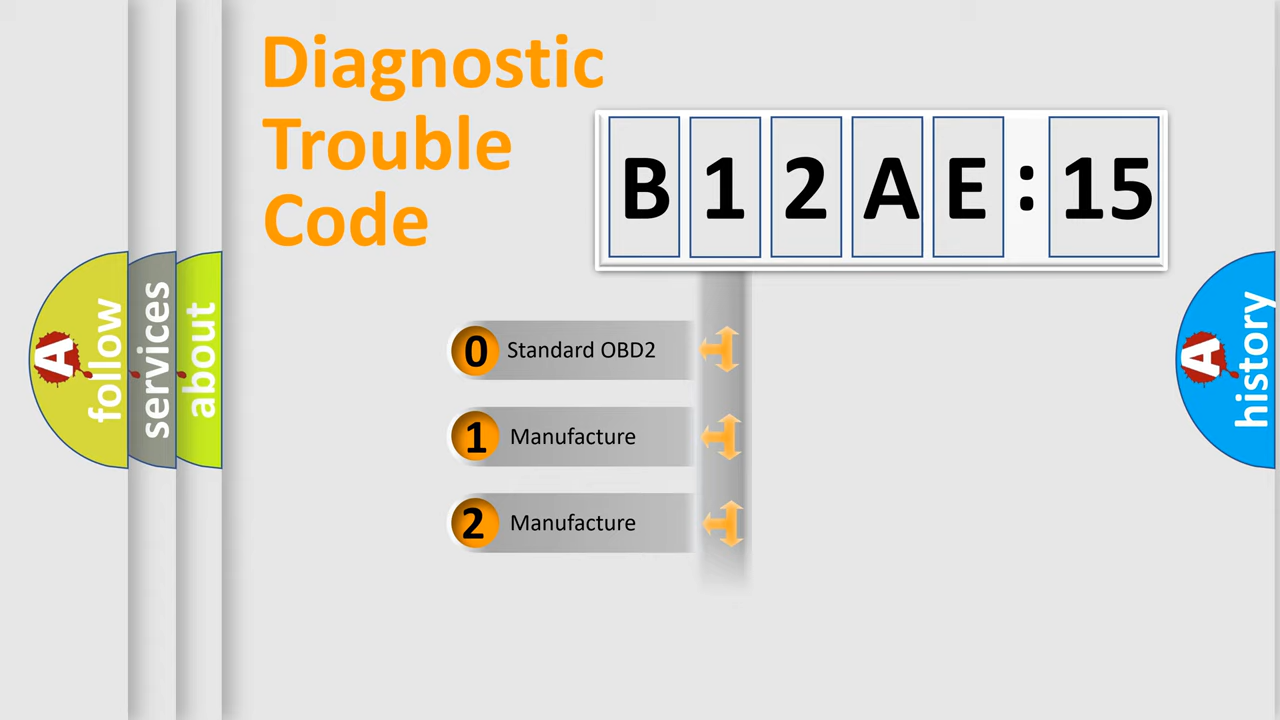 Diagnostic
Trouble
Code
B 1 2 A E : 15
0 Standard OBD2
1 Manufacture
2 Manufacture
A follow
services
about
A history